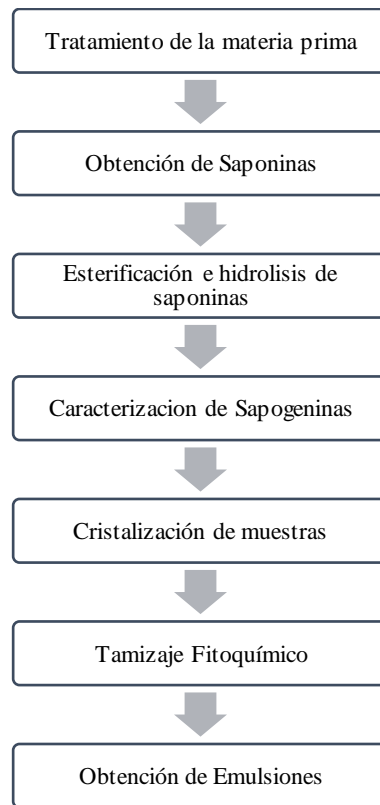 Tratamiento de la materia prima
Obtención de Saponinas
Esterificación e hidrolisis de
saponinas
Caracterizacion de Sapogeninas
Cristalización de muestras
Tamizaje Fitoquímico
Obtención de Emulsiones